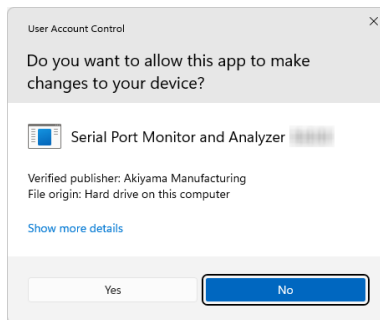 User Account Control
Do you want to allow this app to make
changes to your device?
Serial Port Monitor and Analyzer
Verified publisher: Akiyama Manufacturing
File origin: Hard drive on this computer
Show more details
Yes
No